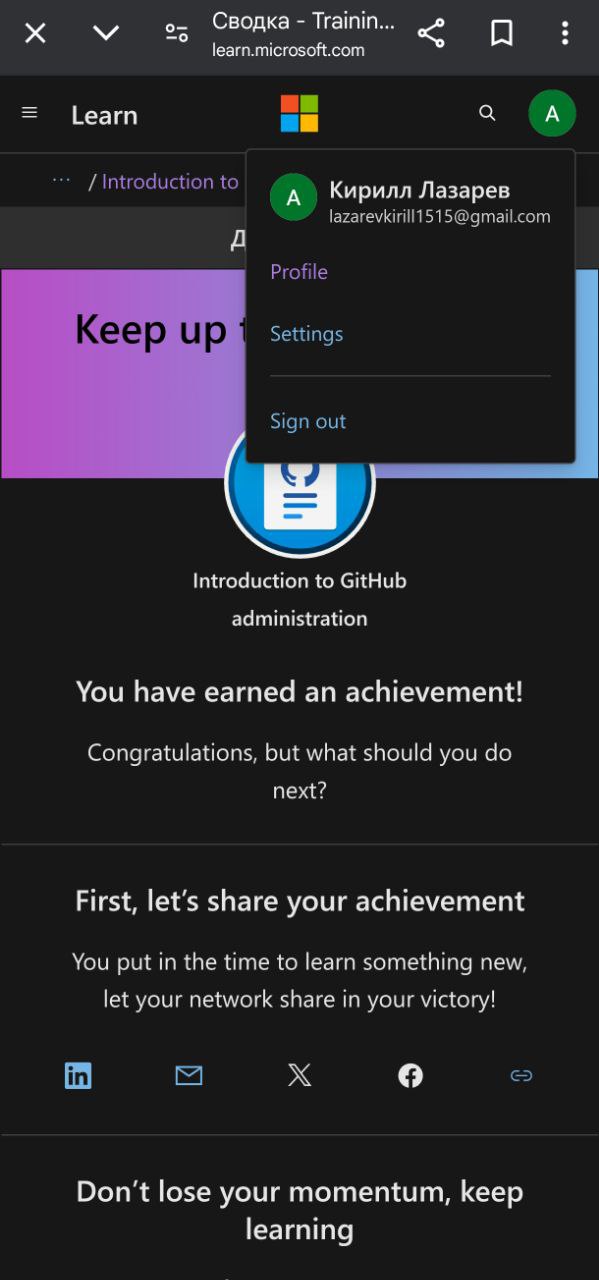 Сводка - Trainin...
learn.microsoft.com
Learn
A
... / Introduction to
A
Кирилл Лазарев
lazarevkirill1515@gmail.com
Profile
Settings
Sign out
Д
Keep up t
Introduction to GitHub
administration
You have earned an achievement!
Congratulations, but what should you do
next?
First, let’s share your achievement
You put in the time to learn something new,
let your network share in your victory!
in
Don’t lose your momentum, keep
learning